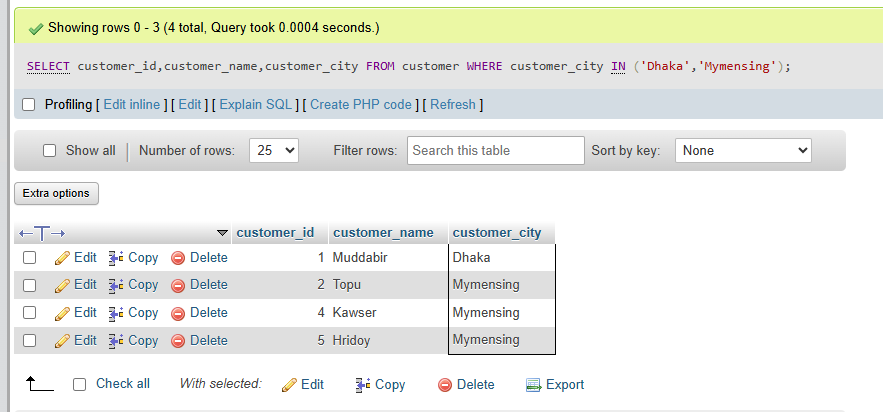 Showing rows 0 - 3 (4 total, Query took 0.0004 seconds.)
SELECT customer_id,customer_name,customer_city FROM customer WHERE customer_city IN ('Dhaka','Mymensing');
Profiling [ Edit inline ] [ Edit ] [ Explain SQL ] [ Create PHP code ] [ Refresh ]
Show all | Number of rows: 25 Filter rows: Search this table Sort by key: None
Extra options
←T→ customer_id customer_name customer_city
Edit Copy Delete 1 Muddabir Dhaka
Edit Copy Delete 2 Topu Mymensing
Edit Copy Delete 4 Kawser Mymensing
Edit Copy Delete 5 Hridoy Mymensing
Check all With selected: Edit Copy Delete Export